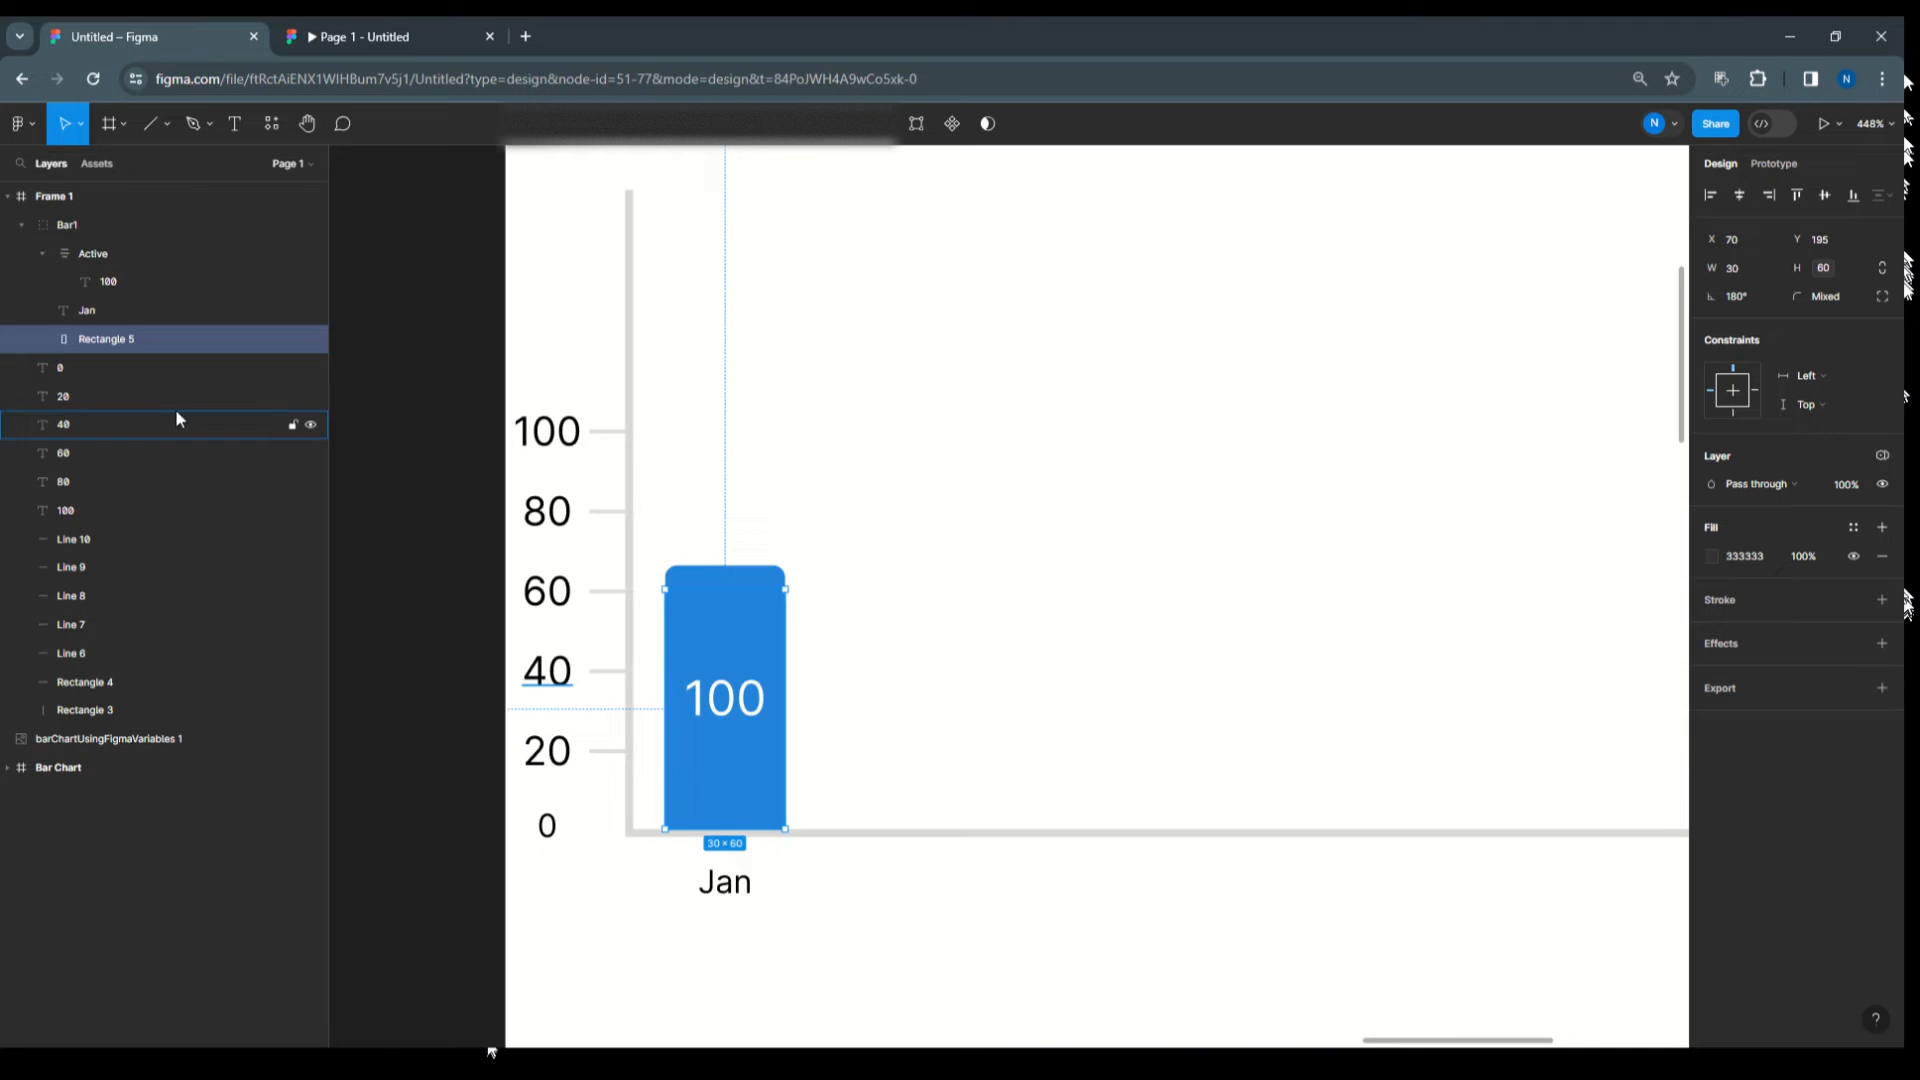 Untitled – Figma
Page 1 - Untitled
figma.com/file/ftRctAiENX1WlHBum7v5j1/Untitled?type=design&node-id=51-77&mode=design&t=84PoJWH4A9wCo5xk-0
N
N
Share
448%
Layers
Assets
Page 1
Design
Prototype
Frame 1
Bar1
Active
100
Jan
Rectangle 5
0
20
40
60
80
100
Line 10
Line 9
Line 8
Line 7
Line 6
Rectangle 4
Rectangle 3
barChartUsingFigmaVariables 1
Bar Chart
100
80
60
40
20
0
100
30 × 60
Jan
X 70
Y 195
W 30
H 60
180°
Mixed
Constraints
Left
Top
Layer
Pass through
100%
Fill
333333
100%
Stroke
Effects
Export
?